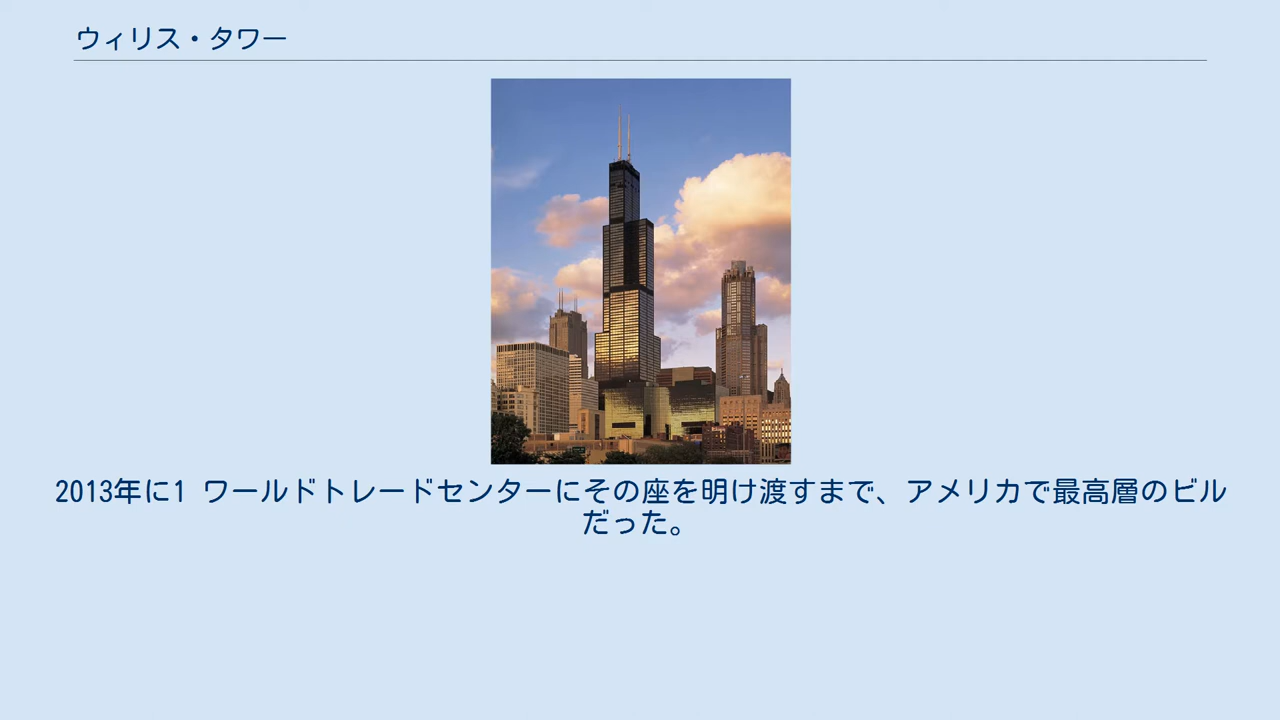 ウィリス・タワー
2013年に1 ワールドトレードセンターにその座を明け渡すまで、アメリカで最高層のビル
だった。